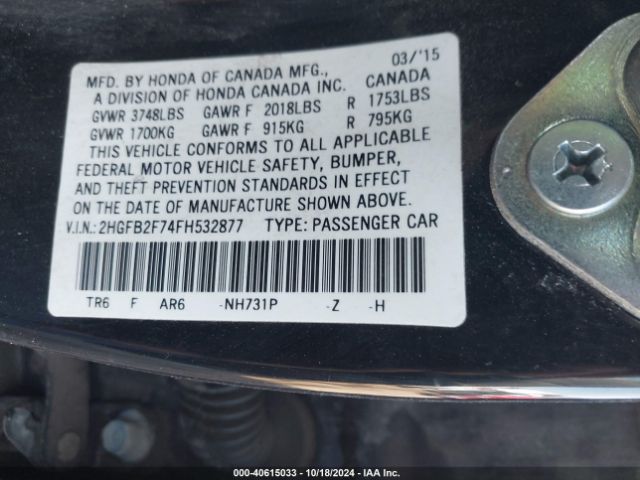 MFD. BY HONDA OF CANADA MFG., 03/'15
A DIVISION OF HONDA CANADA INC. CANADA
GVWR 3748LBS GAWR F 2018LBS R 1753LBS
GVWR 1700KG GAWR F 915KG R 795KG
THIS VEHICLE CONFORMS TO ALL APPLICABLE
FEDERAL MOTOR VEHICLE SAFETY, BUMPER,
AND THEFT PREVENTION STANDARDS IN EFFECT
ON THE DATE OF MANUFACTURE SHOWN ABOVE.
V.I.N.:2HGFB2F74FH532877 TYPE: PASSENGER CAR
TR6 F AR6 -NH731P -Z -H
000-40615033 | 10/18/2024 | IAA Inc.